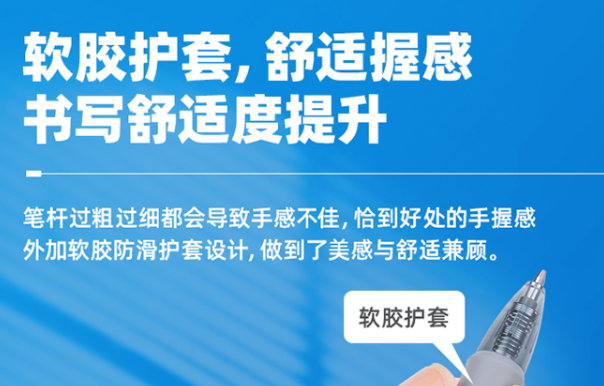 软胶护套, 舒适握感
书写舒适度提升
笔杆过粗过细都会导致手感不佳, 恰到好处的手握感
外加软胶防滑护套设计, 做到了美感与舒适兼顾。
软胶护套